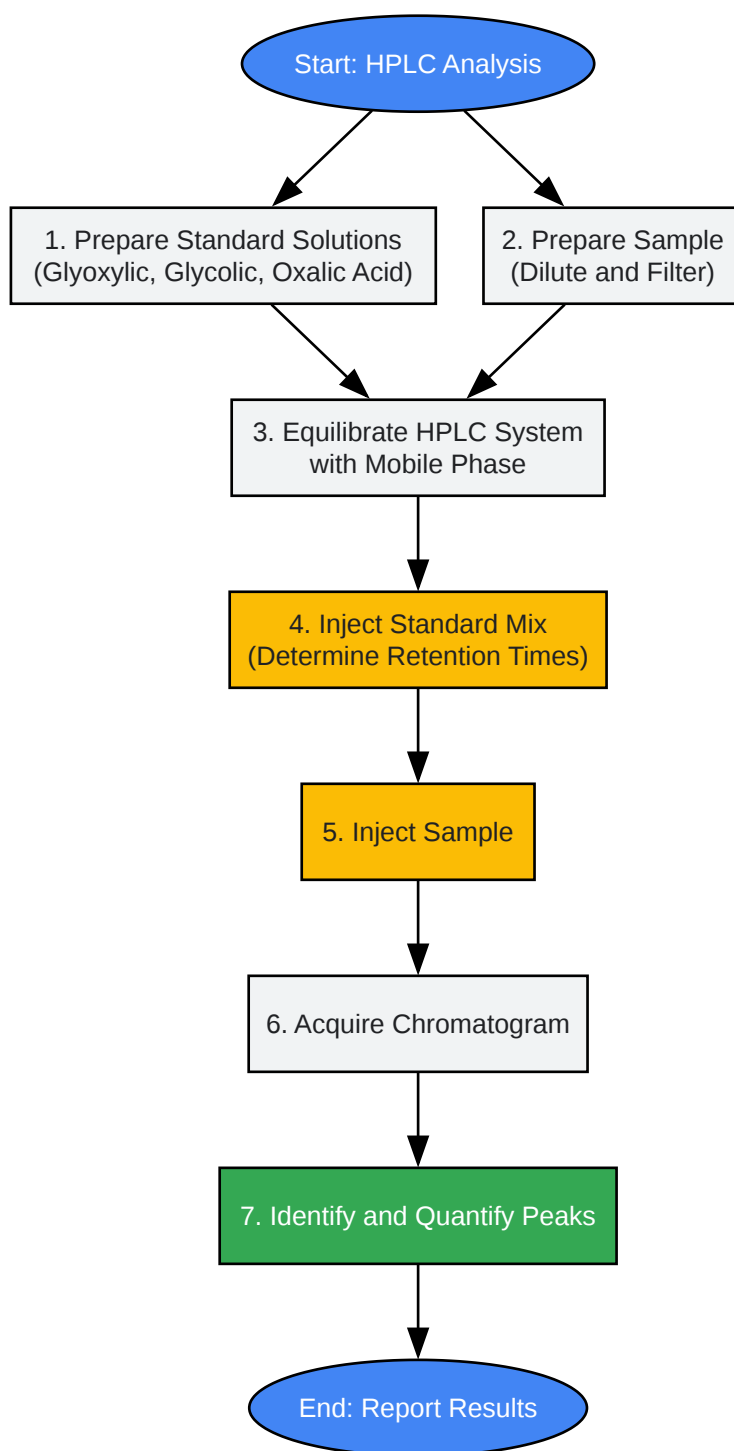 Start: HPLC Analysis
1. Prepare Standard Solutions
(Glyoxylic, Glycolic, Oxalic Acid)
2. Prepare Sample
(Dilute and Filter)
3. Equilibrate HPLC System
with Mobile Phase
4. Inject Standard Mix
(Determine Retention Times)
5. Inject Sample
6. Acquire Chromatogram
7. Identify and Quantify Peaks
End: Report Results